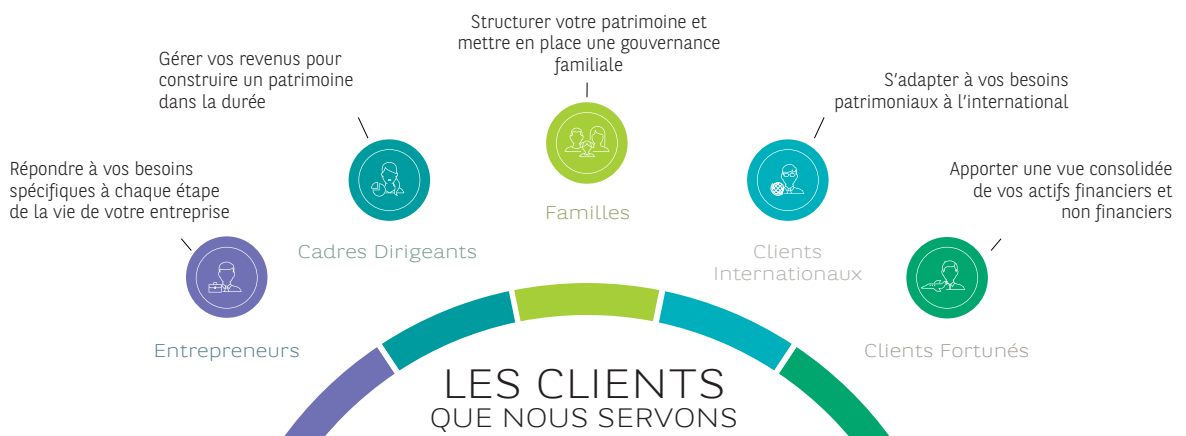 Structurer votre patrimoine et
mettre en place une gouvernance
familiale
Gérer vos revenus pour
construire un patrimoine
dans la durée
S'adapter à vos besoins
patrimoniaux à l'international
Répondre à vos besoins
spécifiques à chaque étape
de la vie de votre entreprise
Apporter une vue consolidée
de vos actifs financiers et
non financiers
Familles
Cadres Dirigeants
Clients
Internationaux
Entrepreneurs
Clients Fortunés
LES CLIENTS
QUE NOUS SERVONS